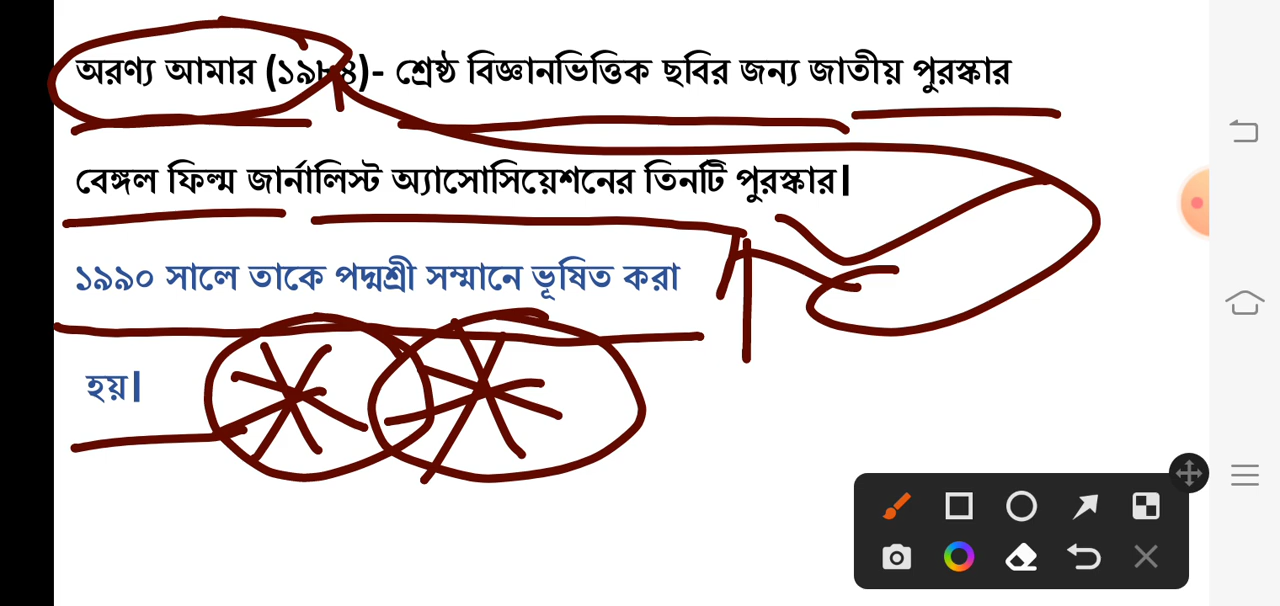 অরণ্য আমার (১৯৮৪)- শ্রেষ্ঠ বিজ্ঞানভিত্তিক ছবির জন্য জাতীয় পুরস্কার
বেঙ্গল ফিল্ম জার্নালিস্ট অ্যাসোসিয়েশনের তিনটি পুরস্কার।
১৯৯০ সালে তাকে পদ্মশ্রী সম্মানে ভূষিত করা
হয়।